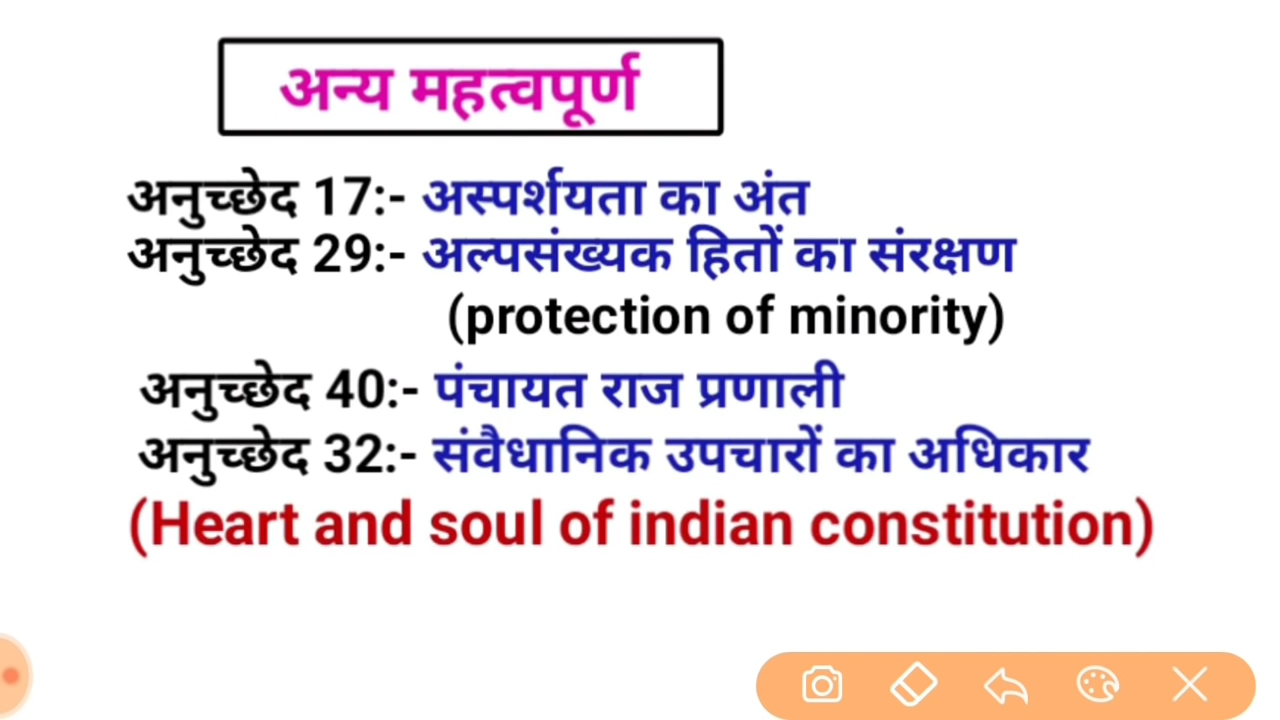 अन्य महत्वपूर्ण
अनुच्छेद 17:- अस्पर्शयता का अंत
अनुच्छेद 29:- अल्पसंख्यक हितों का संरक्षण
(protection of minority)
अनुच्छेद 40:- पंचायत राज प्रणाली
अनुच्छेद 32:- संवैधानिक उपचारों का अधिकार
(Heart and soul of indian constitution)